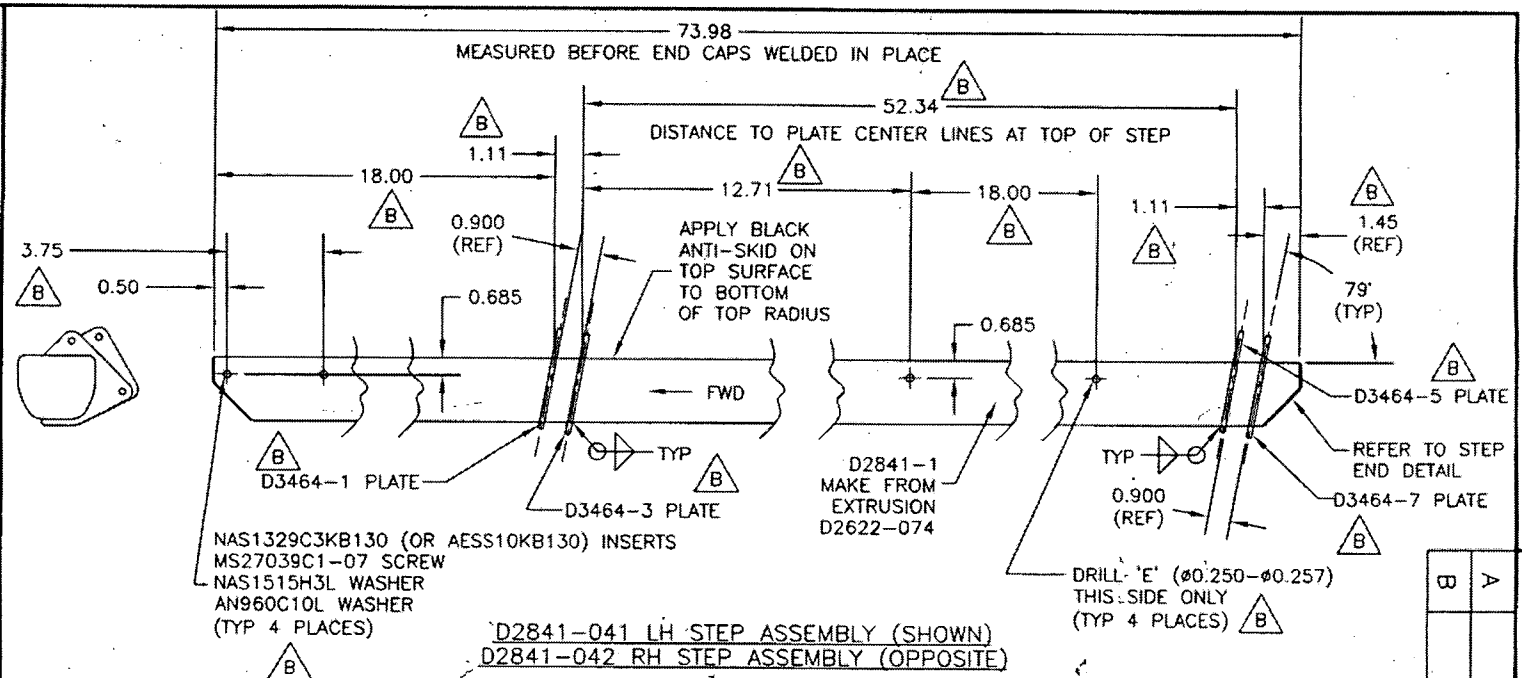 73.98
MEASURED BEFORE END CAPS WELDED IN PLACE
B
52.34
DISTANCE TO PLATE CENTER LINES AT TOP OF STEP
B
1.11
B
18.00
B
12.71
18.00
B
1.11
B
B
1.45
(REF)
3.75
B
0.50
0.900
(REF)
0.685
APPLY BLACK
ANTI-SKID ON
TOP SURFACE
TO BOTTOM
OF TOP RADIUS
0.685
79°
(TYP)
FWD
B
D3464-5 PLATE
B
D3464-1 PLATE
TYP
B
D3464-3 PLATE
D2841-1
MAKE FROM
EXTRUSION
D2622-074
TYP
0.900
(REF)
REFER TO STEP
END DETAIL
D3464-7 PLATE
B
NAS1329C3KB130 (OR AESS10KB130) INSERTS
MS27039C1-07 SCREW
NAS1515H3L WASHER
AN960C10L WASHER
(TYP 4 PLACES)
B
DRILL 'E' (ø0.250-ø0.257)
THIS SIDE ONLY
(TYP 4 PLACES) B
D2841-041 LH STEP ASSEMBLY (SHOWN)
D2841-042 RH STEP ASSEMBLY (OPPOSITE)
A
B